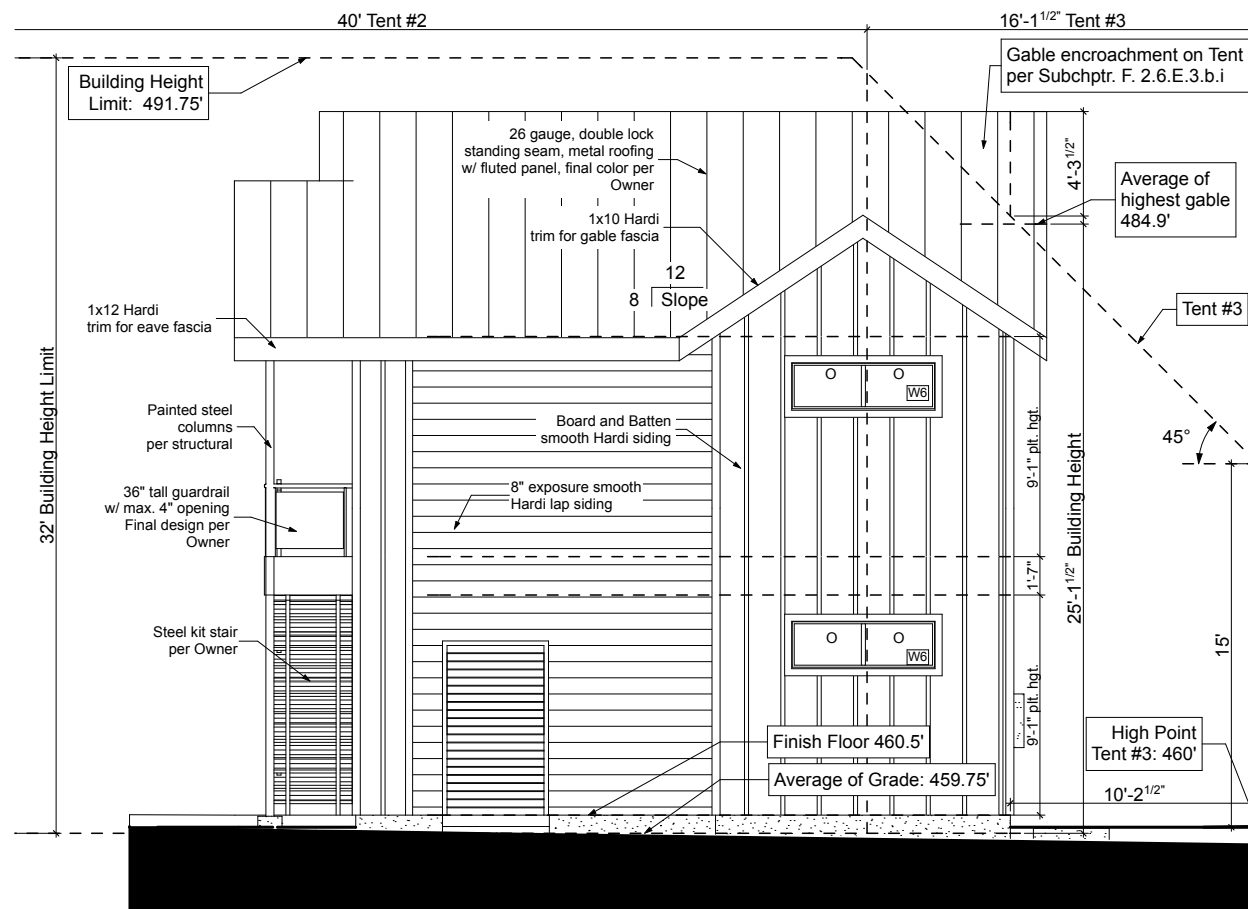 40' Tent #2
16'-1 1/2" Tent #3
Building Height
Limit: 491.75'
Gable encroachment on Tent
per Subchptr. F. 2.6.E.3.b.i
26 gauge, double lock
standing seam, metal roofing
w/ fluted panel, final color per
Owner
4'-3 1/2"
Average of
highest gable
484.9'
1x10 Hardi
trim for gable fascia
12
8 Slope
1x12 Hardi
trim for eave fascia
Tent #3
32' Building Height Limit
Painted steel
columns
per structural
Board and Batten
smooth Hardi siding
W6
9'-1" plt. hgt.
45°
36" tall guardrail
w/ max. 4" opening
Final design per
Owner
8" exposure smooth
Hardi lap siding
1'-7"
25'-1 1/2" Building Height
Steel kit stair
per Owner
W6
9'-1" plt. hgt.
15'
Finish Floor 460.5'
High Point
Tent #3: 460'
Average of Grade: 459.75'
10'-2 1/2"